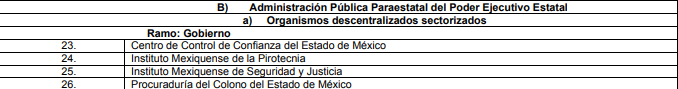 B) Administración Pública Paraestatal del Poder Ejecutivo Estatal
a) Organismos descentralizados sectorizados
Ramo: Gobierno
23. Centro de Control de Confianza del Estado de México
24. Instituto Mexiquense de la Pirotecnia
25. Instituto Mexiquense de Seguridad y Justicia
26. Procuraduría del Colono del Estado de México